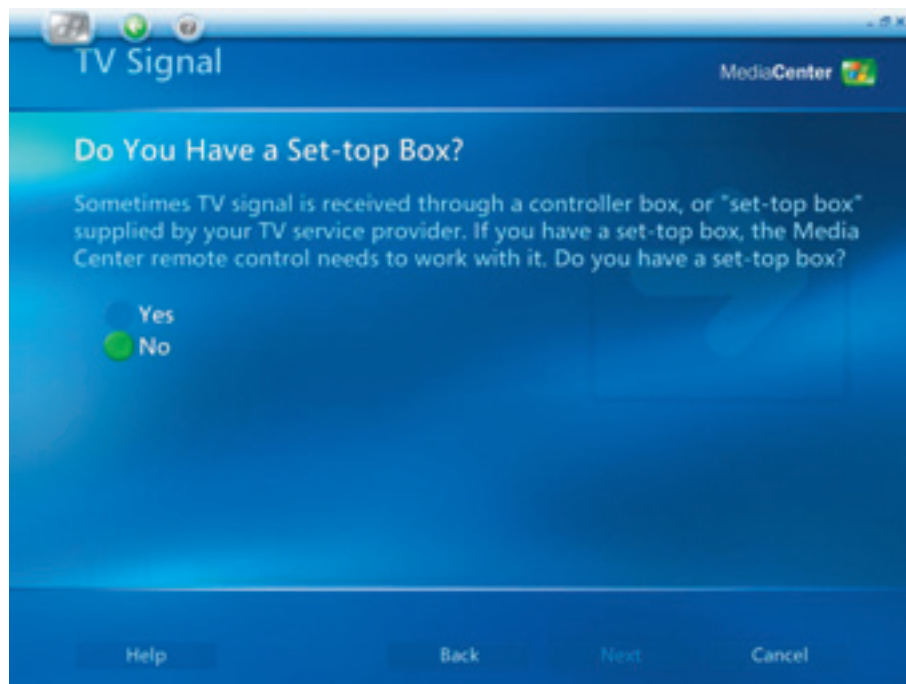 TV Signal
MediaCenter
Do You Have a Set-top Box?
Sometimes TV signal is received through a controller box, or "set-top box"
supplied by your TV service provider. If you have a set-top box, the Media
Center remote control needs to work with it. Do you have a set-top box?
Yes
No
Help Back Next Cancel